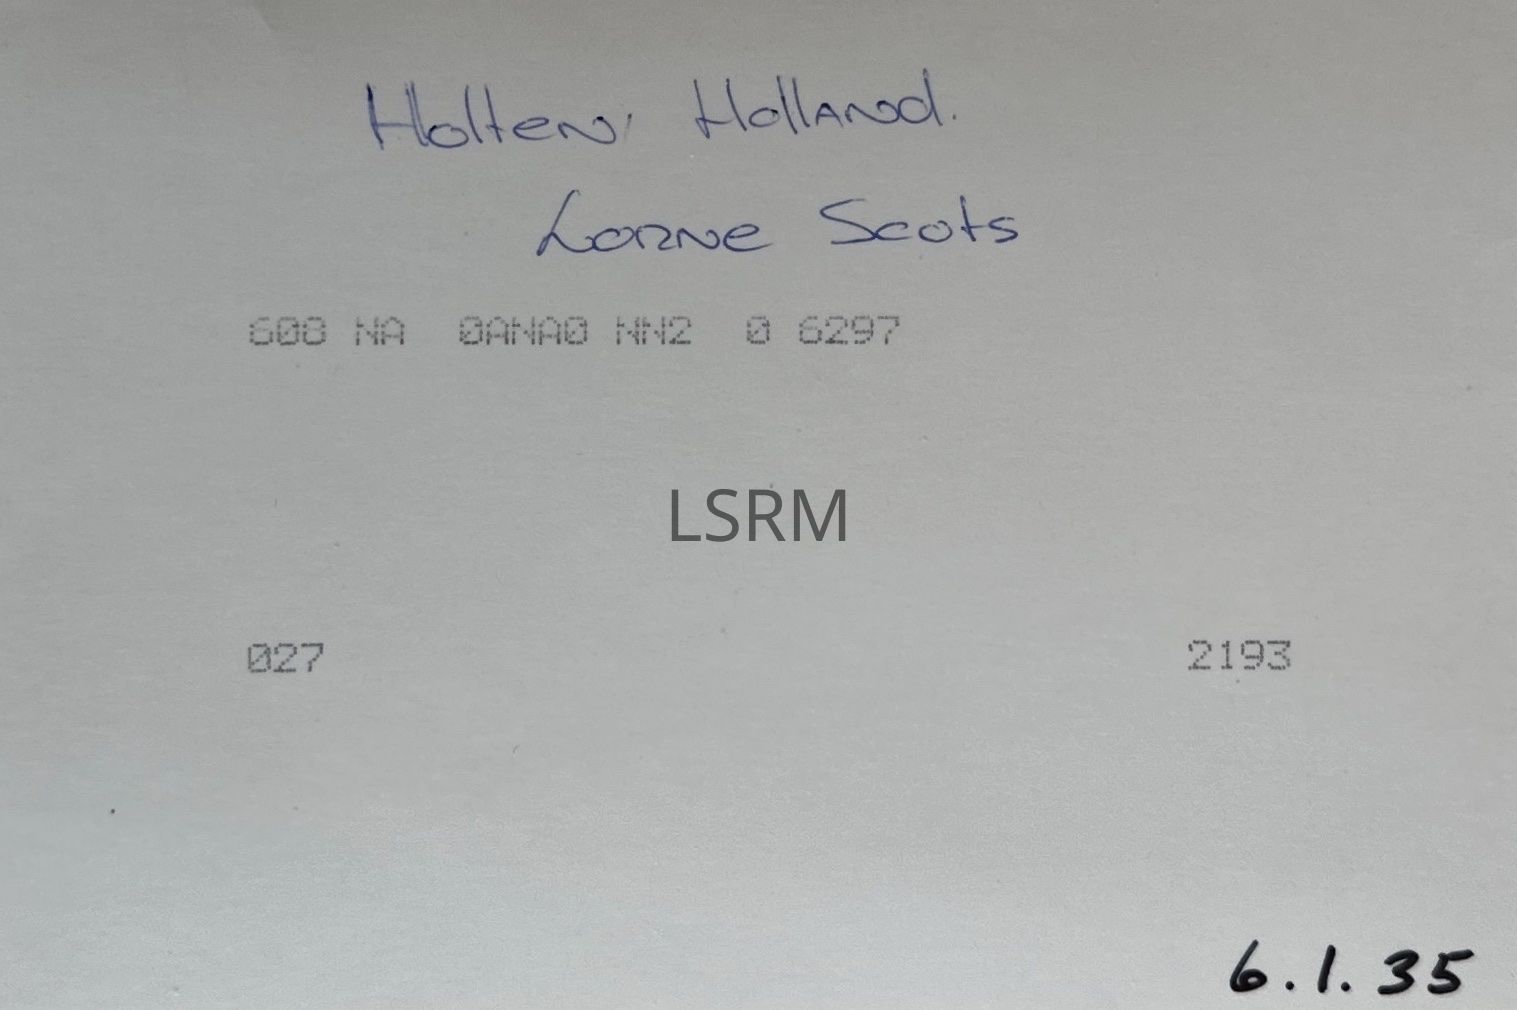 Holten, Holland.
Lorne Scots
608 NA 0ANA0 NN2 0 6297
LSRM
027 2193
6.1.35